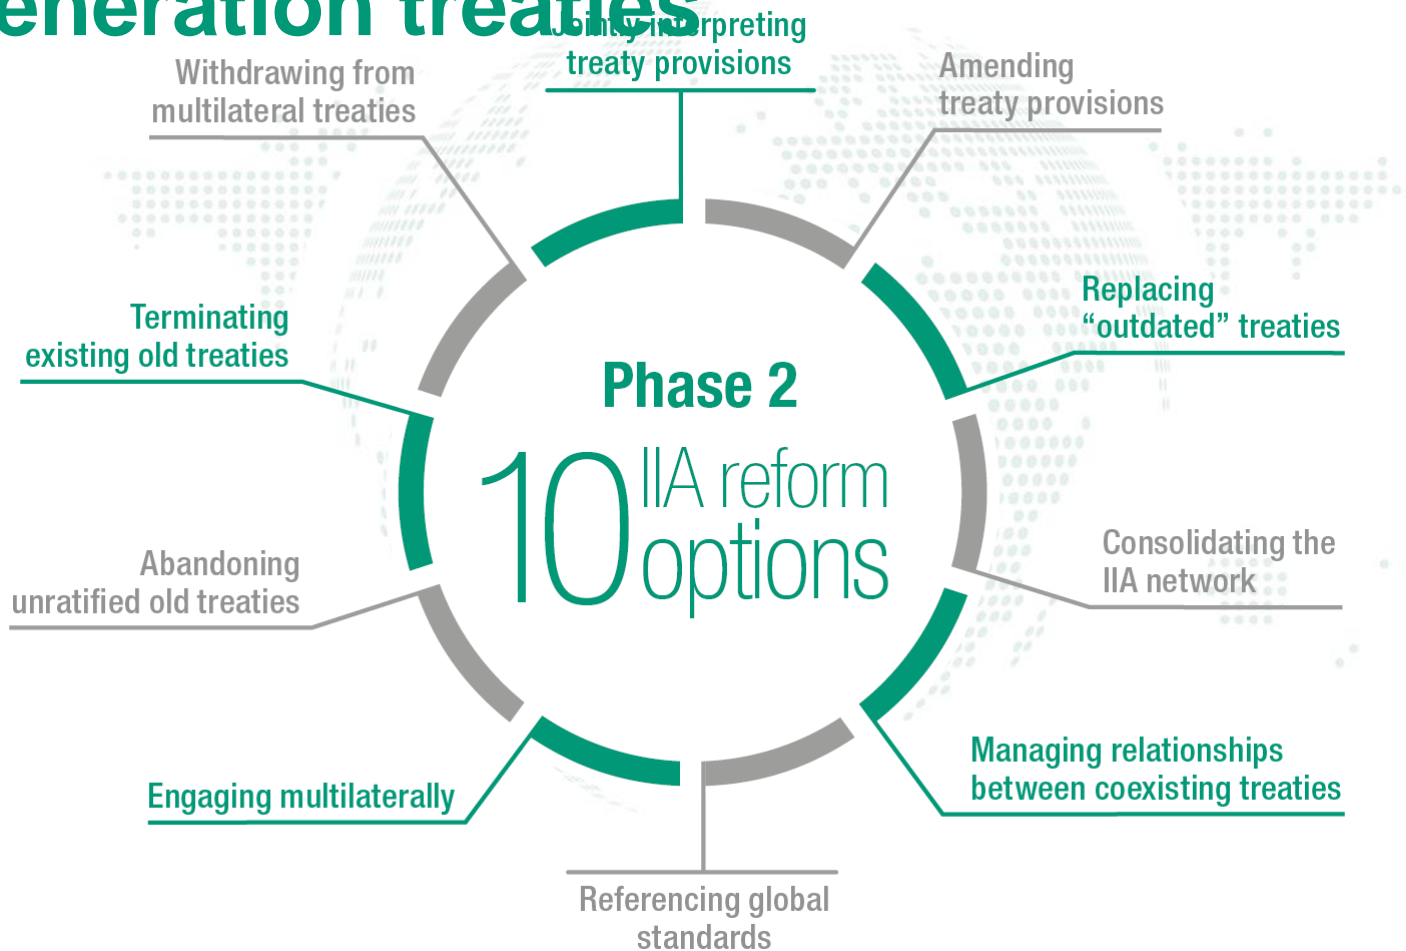 eneration treaties
Jointly interpreting
treaty provisions
Amending
treaty provisions
Withdrawing from
multilateral treaties
Replacing
“outdated” treaties
Terminating
existing old treaties
Phase 2
10 IIA reform
options
Consolidating the
IIA network
Abandoning
unratified old treaties
Managing relationships
between coexisting treaties
Engaging multilaterally
Referencing global
standards